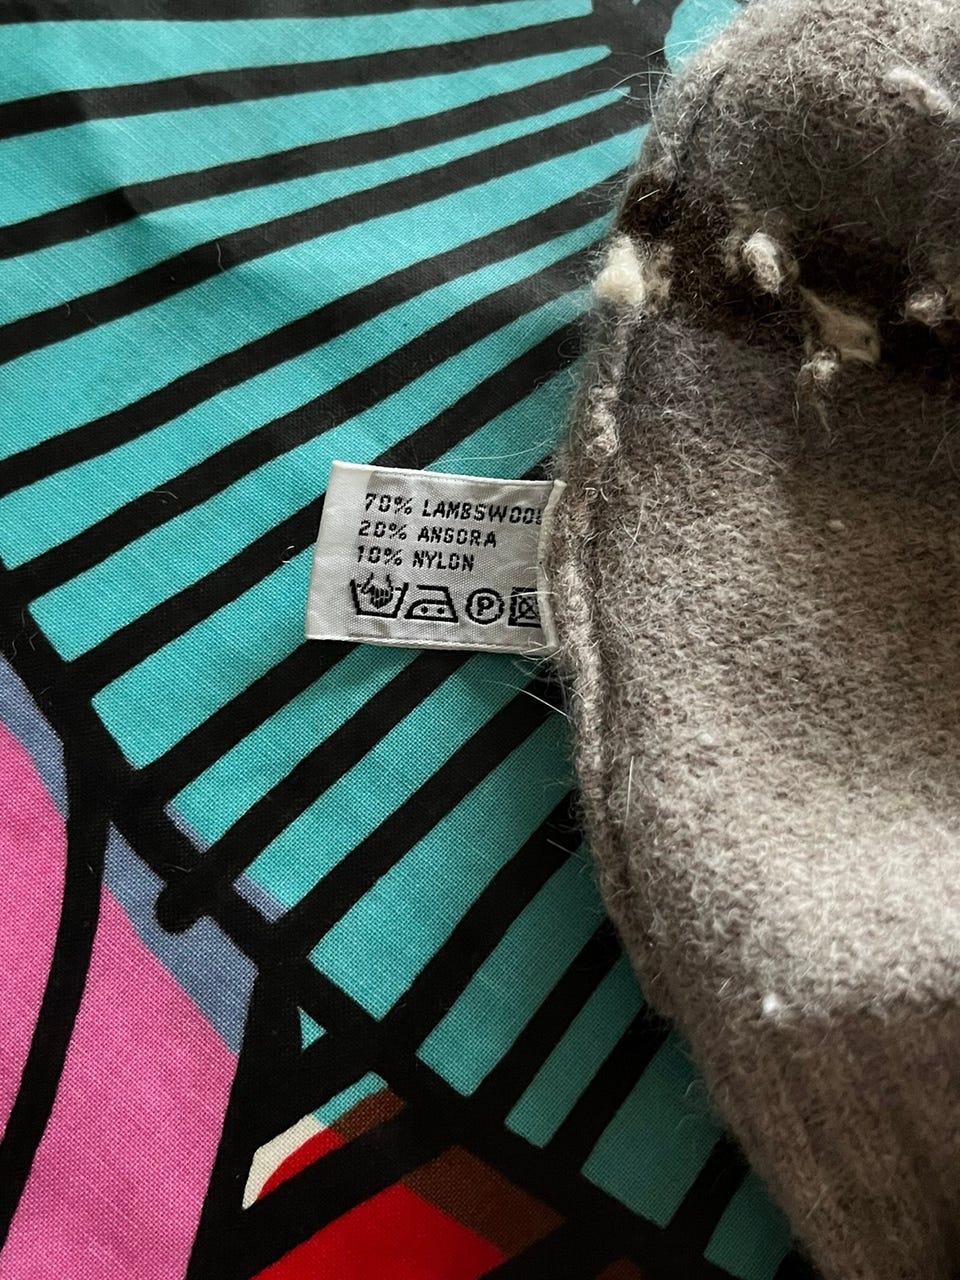 70% LAMBSWOOL
20% ANGORA
10% NYLON
P